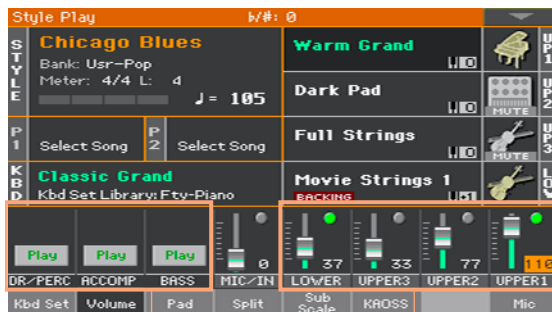 Style Play ♭/#: 0
STYLE
Chicago Blues
Bank: Usr-Pop
Meter: 4/4 L: 4
♩= 105
Warm Grand
UP1
Dark Pad
MUTE
UP2
P1 Select Song P2 Select Song
Full Strings
MUTE
UP3
KBD
Classic Grand
Kbd Set Library: Fty-Piano
Movie Strings 1
BACKING
LOW
Play Play Play 0 37 33 77 110
DR/PERC ACCOMP BASS MIC/IN LOWER UPPER3 UPPER2 UPPER1
Kbd Set Volume Pad Split Sub Scale KAOSS Mic